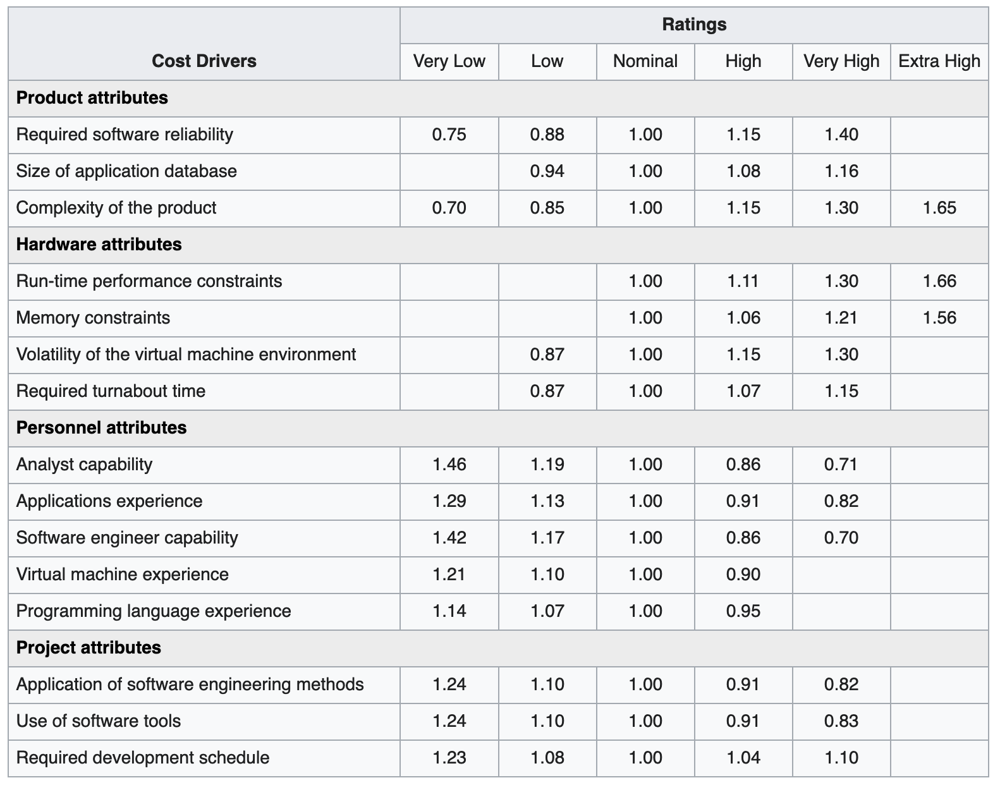 Ratings
Cost Drivers Very Low Low Nominal High Very High Extra High
Product attributes
Required software reliability 0.75 0.88 1.00 1.15 1.40
Size of application database 0.94 1.00 1.08 1.16
Complexity of the product 0.70 0.85 1.00 1.15 1.30 1.65
Hardware attributes
Run-time performance constraints 1.00 1.11 1.30 1.66
Memory constraints 1.00 1.06 1.21 1.56
Volatility of the virtual machine environment 0.87 1.00 1.15 1.30
Required turnabout time 0.87 1.00 1.07 1.15
Personnel attributes
Analyst capability 1.46 1.19 1.00 0.86 0.71
Applications experience 1.29 1.13 1.00 0.91 0.82
Software engineer capability 1.42 1.17 1.00 0.86 0.70
Virtual machine experience 1.21 1.10 1.00 0.90
Programming language experience 1.14 1.07 1.00 0.95
Project attributes
Application of software engineering methods 1.24 1.10 1.00 0.91 0.82
Use of software tools 1.24 1.10 1.00 0.91 0.83
Required development schedule 1.23 1.08 1.00 1.04 1.10